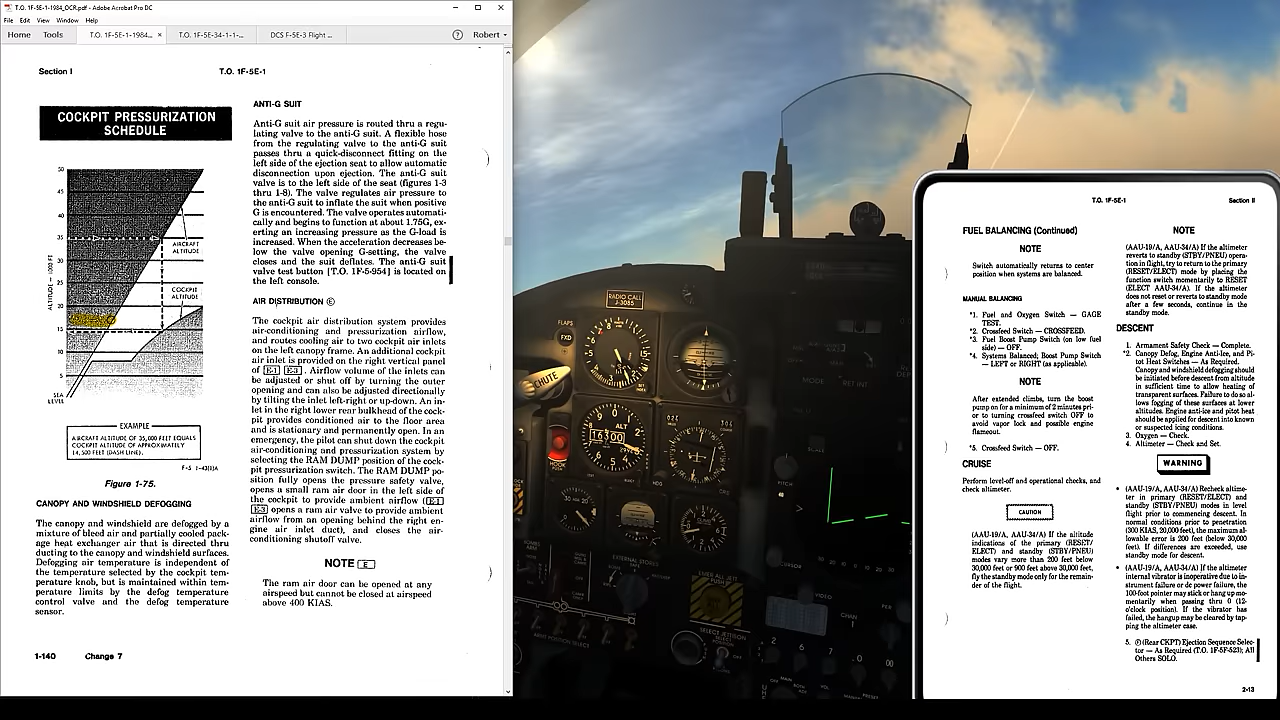 T.O. 1F-5E-1-1984_OCR.pdf - Adobe Acrobat Pro DC
File Edit View Window Help
Home Tools T.O. 1F-5E-1-1984... × T.O. 1F-5E-34-1-1-... DCS F-5E-3 Flight ... Robert
Section I
T.O. 1F-5E-1
COCKPIT PRESSURIZATION
SCHEDULE
50
45
40
35
30
25
20
15
10
5
SEA
LEVEL
ALTITUDE - 1000 FT
AIRCRAFT
ALTITUDE
COCKPIT
ALTITUDE
EXAMPLE
AIRCRAFT ALTITUDE OF 35,000 FEET EQUALS
COCKPIT ALTITUDE OF APPROXIMATELY
14,500 FEET (DASH LINE).
F-5 1-43(1)A
Figure 1-75.
CANOPY AND WINDSHIELD DEFOGGING
The canopy and windshield are defogged by a
mixture of bleed air and partially cooled pack-
age heat exchanger air that is directed thru
ducting to the canopy and windshield surfaces.
Defogging air temperature is independent of
the temperature selected by the cockpit tem-
perature knob, but is maintained within tem-
perature limits by the defog temperature
control valve and the defog temperature
sensor.
1-140 Change 7
ANTI-G SUIT
Anti-G suit air pressure is routed thru a regu-
lating valve to the anti-G suit. A flexible hose
from the regulating valve to the anti-G suit
passes thru a quick-disconnect fitting on the
left side of the ejection seat to allow automatic
disconnection upon ejection. The anti-G suit
valve is to the left side of the seat (figures 1-3
thru 1-8). The valve regulates air pressure to
the anti-G suit to inflate the suit when positive
G is encountered. The valve operates automati-
cally and begins to function at about 1.75G, ex-
erting an increasing pressure as the G-load is
increased. When the acceleration decreases be-
low the valve opening G-setting, the valve
closes and the suit deflates. The anti-G suit
valve test button [T.O. 1F-5-954] is located on
the left console.
AIR DISTRIBUTION Ⓔ
The cockpit air distribution system provides
air-conditioning and pressurization airflow,
and routes cooling air to two cockpit air inlets
on the left canopy frame. An additional cockpit
air inlet is provided on the right vertical panel
of E-1 E-3 . Airflow volume of the inlets can
be adjusted or shut off by turning the outer
opening and can also be adjusted directionally
by tilting the inlet left-right or up-down. An in-
let in the right lower rear bulkhead of the cock-
pit provides conditioned air to the floor area
and is stationary and permanently open. In an
emergency, the pilot can shut down the cockpit
air-conditioning and pressurization system by
selecting the RAM DUMP position of the cock-
pit pressurization switch. The RAM DUMP po-
sition fully opens the pressure safety valve,
opens a small ram air door in the left side of
the cockpit to provide ambient airflow (E-1
E-3 opens a ram air valve to provide ambient
airflow from an opening behind the right en-
gine air inlet duct), and closes the air-
conditioning shutoff valve.
NOTE E
The ram air door can be opened at any
airspeed but cannot be closed at airspeed
above 400 KIAS.
RADIO CALL
J-3085
FLAPS
FXD
CHUTE
ALT
HOOK
PUSH
EXTERNAL STORES
SELECT JETTISON
MODE
CURSOR
VIDEO
CHAN
T.O. 1F-5E-1
Section II
FUEL BALANCING (Continued)
NOTE
Switch automatically returns to center
position when systems are balanced.
MANUAL BALANCING
*1. Fuel and Oxygen Switch — GAGE
TEST.
*2. Crossfeed Switch — CROSSFEED.
*3. Fuel Boost Pump Switch (on low fuel
side) — OFF.
*4. Systems Balanced; Boost Pump Switch
— LEFT or RIGHT (as applicable).
NOTE
After extended climbs, turn the boost
pump on for a minimum of 2 minutes pri-
or to turning crossfeed switch OFF to
avoid vapor lock and possible engine
flameout.
*5. Crossfeed Switch — OFF.
CRUISE
Perform level-off and operational checks, and
check altimeter.
CAUTION
(AAU-19/A, AAU-34/A) If the altitude
indications of the primary (RESET/
ELECT) and standby (STBY/PNEU)
modes vary more than 200 feet below
30,000 feet or 900 feet above 30,000 feet,
fly the standby mode only for the remain-
der of the flight.
NOTE
(AAU-19/A, AAU-34/A) If the altimeter
reverts to standby (STBY/PNEU) opera-
tion in flight, try to return to the primary
(RESET/ELECT) mode by placing the
function switch momentarily to RESET
(ELECT AAU-34/A). If the altimeter
does not reset or reverts to standby mode
after a few seconds, continue in the
standby mode.
DESCENT
1. Armament Safety Check — Complete.
*2. Canopy Defog, Engine Anti-Ice, and Pi-
tot Heat Switches — As Required.
Canopy and windshield defogging should
be initiated before descent from altitude
in sufficient time to allow heating of
transparent surfaces. Failure to do so al-
lows fogging of these surfaces at lower
altitudes. Engine anti-ice and pitot heat
should be applied for descent into known
or suspected icing conditions.
3. Oxygen — Check.
4. Altimeter — Check and Set.
WARNING
• (AAU-19/A, AAU-34/A) Recheck altime-
ter in primary (RESET/ELECT) and
standby (STBY/PNEU) modes in level
flight prior to commencing descent. In
normal conditions prior to penetration
(300 KIAS, 20,000 feet), the maximum al-
lowable error is 200 feet (below 30,000
feet). If differences are exceeded, use
standby mode for descent.
• (AAU-19/A, AAU-34/A) If the altimeter
internal vibrator is inoperative due to in-
strument failure or dc power failure, the
100-foot pointer may stick or hang up mo-
mentarily when passing thru 0 (12-
o'clock position). If the vibrator has
failed, the hangup may be cleared by tap-
ping the altimeter case.
5. Ⓕ (Rear CKPT) Ejection Sequence Selec-
tor — As Required (T.O. 1F-5F-523); All
Others SOLO.
2-13